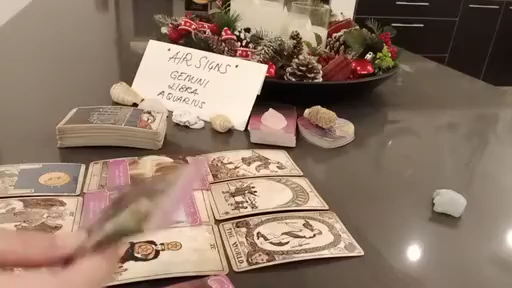 AIR SIGNS
GEMINI
LIBRA
AQUARIUS
THE WORLD